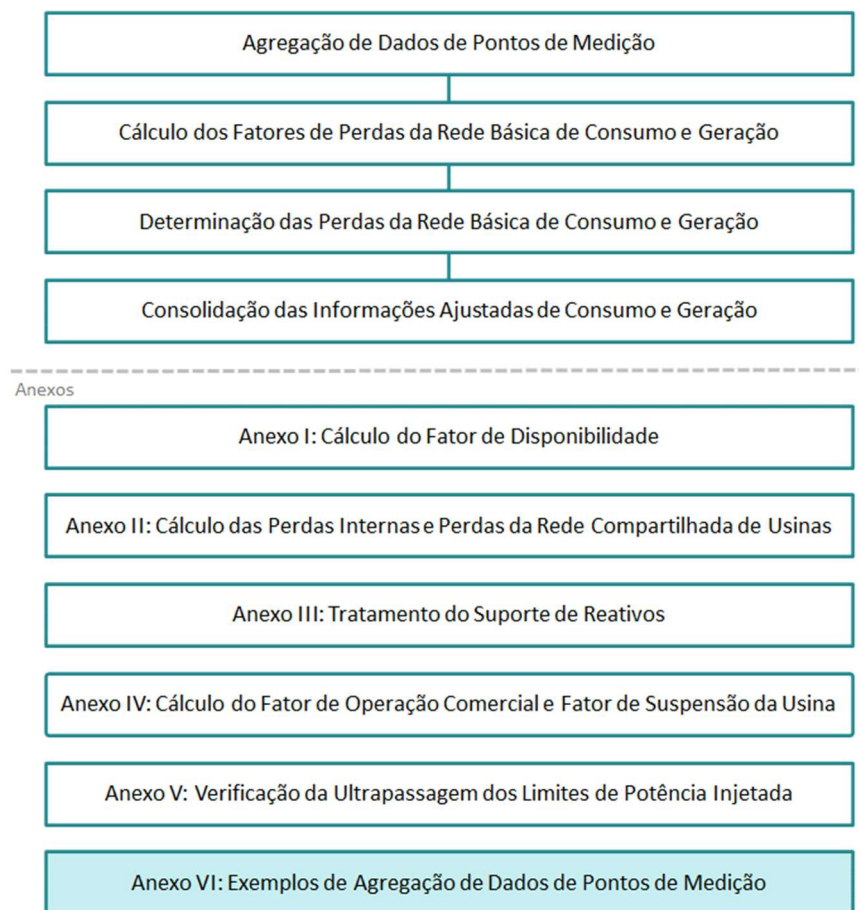 Agregação de Dados de Pontos de Medição
Cálculo dos Fatores de Perdas da Rede Básica de Consumo e Geração
Determinação das Perdas da Rede Básica de Consumo e Geração
Consolidação das Informações Ajustadas de Consumo e Geração
Anexos
Anexo I: Cálculo do Fator de Disponibilidade
Anexo II: Cálculo das Perdas Internas e Perdas da Rede Compartilhada de Usinas
Anexo III: Tratamento do Suporte de Reativos
Anexo IV: Cálculo do Fator de Operação Comercial e Fator de Suspensão da Usina
Anexo V: Verificação da Ultrapassagem dos Limites de Potência Injetada
Anexo VI: Exemplos de Agregação de Dados de Pontos de Medição